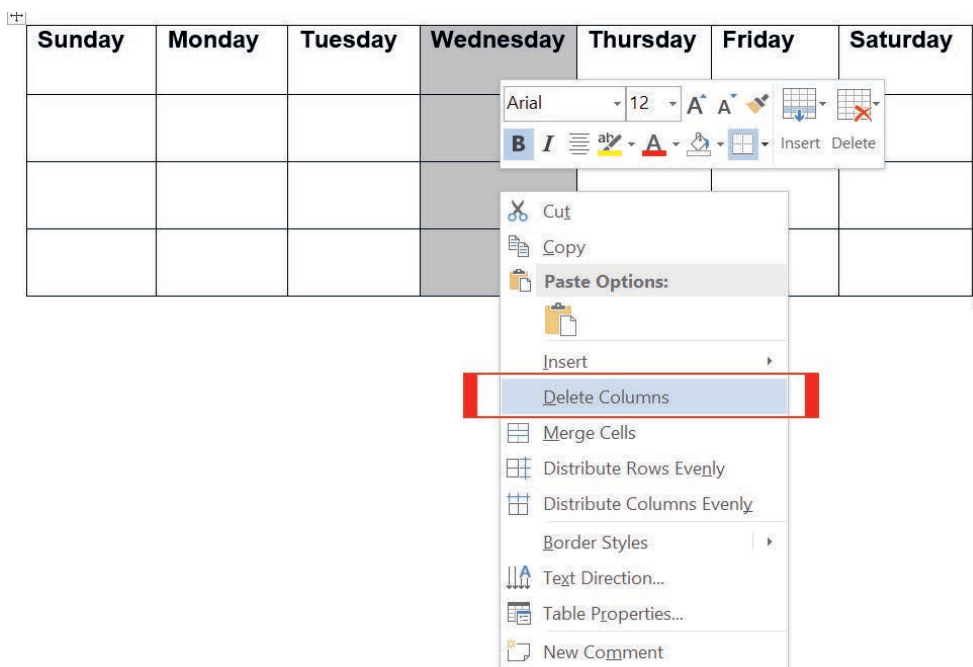 Sunday Monday Tuesday Wednesday Thursday Friday Saturday
Arial 12 A A
B I ab A Insert Delete
Cut
Copy
Paste Options:
Insert
Delete Columns
Merge Cells
Distribute Rows Evenly
Distribute Columns Evenly
Border Styles
Text Direction...
Table Properties...
New Comment